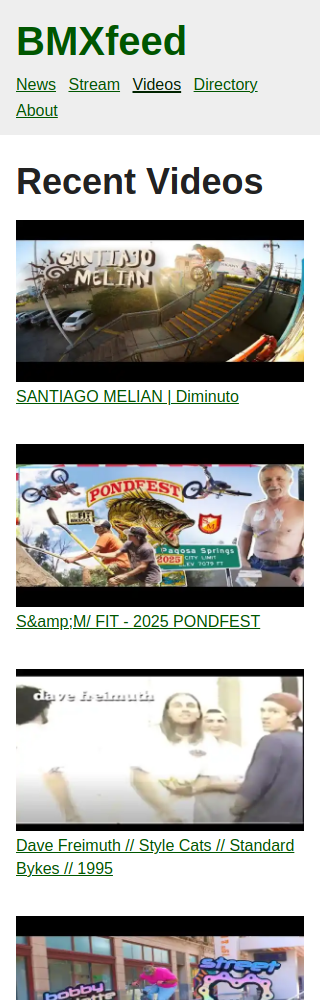 BMXfeed
News Stream Videos Directory
About
Recent Videos
SANTIAGO
MELIAN
SANTIAGO MELIAN | Diminuto
PONDFEST
FIT
Pagosa Springs
2025 CITY LIMIT
ELEV 7079 FT
S&amp;M/ FIT - 2025 PONDFEST
dave freimuth
Dave Freimuth // Style Cats // Standard
Bykes // 1995
street
bobby